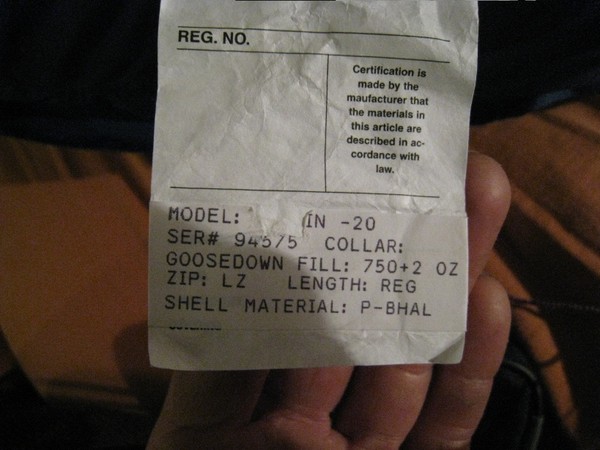 REG. NO.
Certification is
made by the
maufacturer that
the materials in
this article are
described in ac-
cordance with
law.
MODEL: IN -20
SER# 94575 COLLAR:
GOOSEDOWN FILL: 750+2 OZ
ZIP: LZ LENGTH: REG
SHELL MATERIAL: P-BHAL